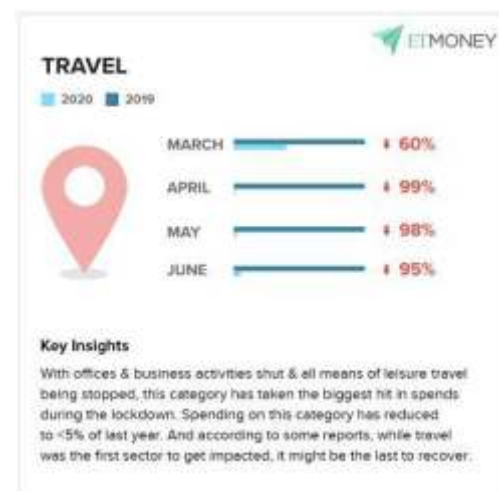 ETMONEY
TRAVEL
2020 2019
MARCH 60%
APRIL 99%
MAY 98%
JUNE 95%
Key Insights
With offices & business activities shut & all means of leisure travel
being stopped, this category has taken the biggest hit in spends
during the lockdown. Spending on this category has reduced
to <5% of last year. And according to some reports, while travel
was the first sector to get impacted, it might be the last to recover.